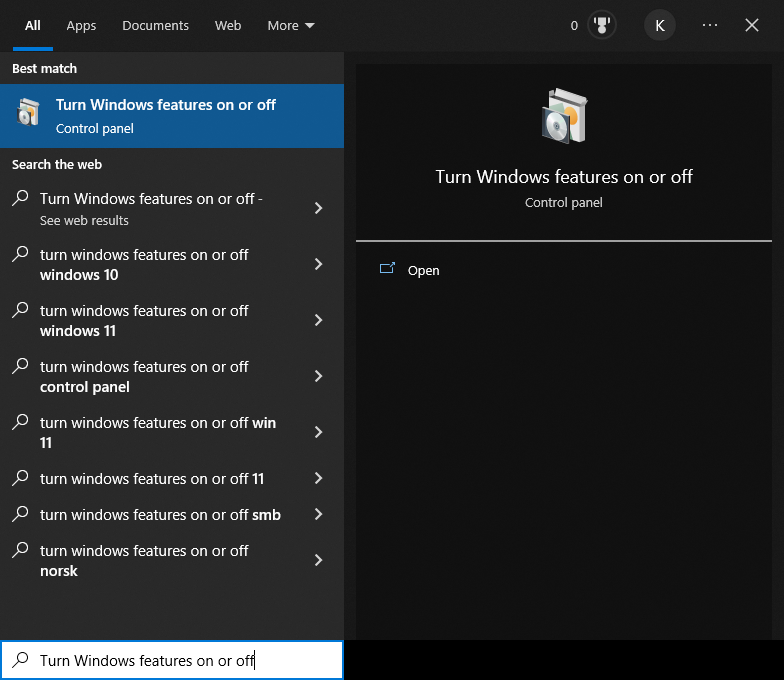 All Apps Documents Web More 0 K ...
Best match
Turn Windows features on or off
Control panel
Search the web
Turn Windows features on or off -
See web results
turn windows features on or off
windows 10
turn windows features on or off
windows 11
turn windows features on or off
control panel
turn windows features on or off win
11
turn windows features on or off 11
turn windows features on or off smb
turn windows features on or off
norsk
Turn Windows features on or off
Turn Windows features on or off
Control panel
Open